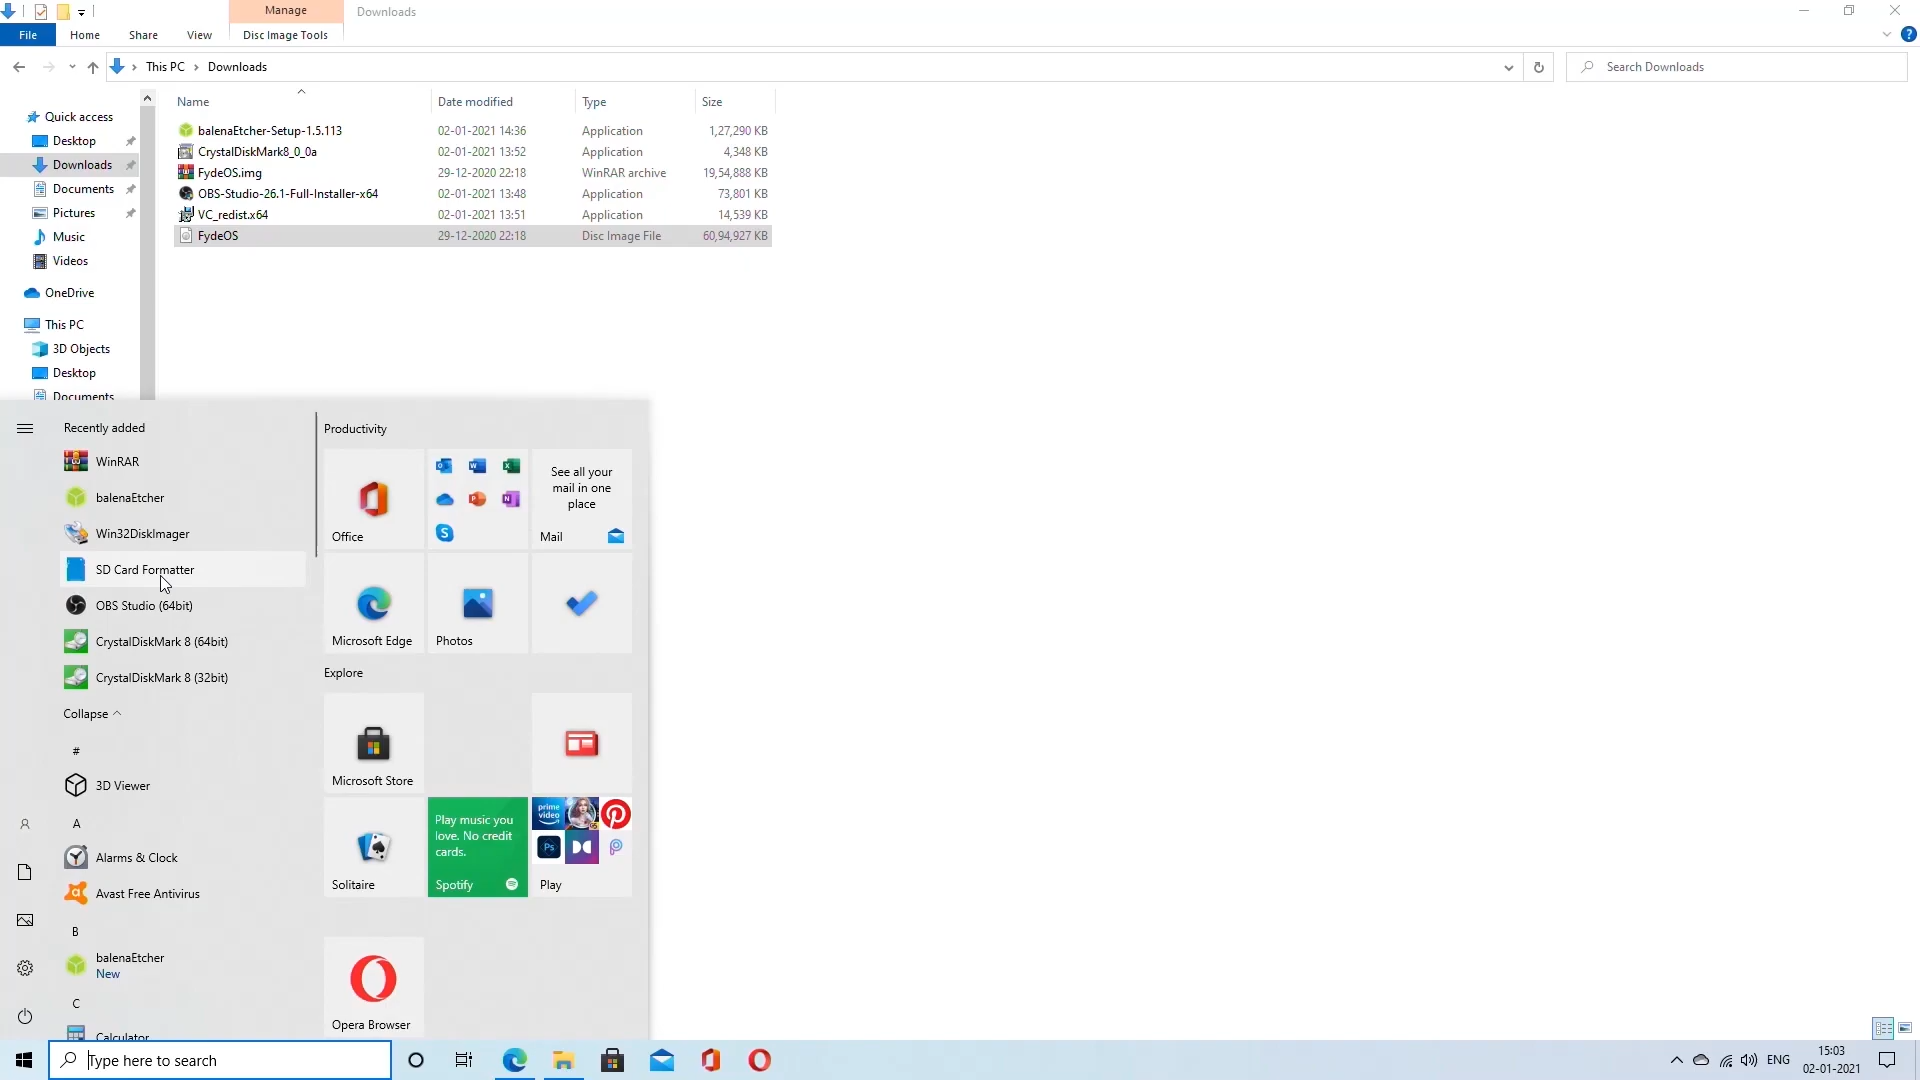 Manage
Downloads
File
Home
Share
View
Disc Image Tools
?
This PC
Downloads
Search Downloads
Name
Date modified
Type
Size
balenaEtcher-Setup-1.5.113
02-01-2021 14:36
Application
1,27,290 KB
CrystalDiskMark8_0_0a
02-01-2021 13:52
Application
4,348 KB
FydeOS.img
29-12-2020 22:18
WinRAR archive
19,54,888 KB
OBS-Studio-26.1-Full-Installer-x64
02-01-2021 13:48
Application
73,801 KB
VC_redist.x64
02-01-2021 13:51
Application
14,539 KB
FydeOS
29-12-2020 22:18
Disc Image File
60,94,927 KB
Quick access
Desktop
Downloads
Documents
Pictures
Music
Videos
OneDrive
This PC
3D Objects
Desktop
Documents
Recently added
WinRAR
balenaEtcher
Win32DiskImager
SD Card Formatter
OBS Studio (64bit)
CrystalDiskMark 8 (64bit)
CrystalDiskMark 8 (32bit)
Collapse
#
3D Viewer
A
Alarms & Clock
Avast Free Antivirus
B
balenaEtcher
New
C
Calculator
Productivity
Office
See all your
mail in one
place
Mail
Microsoft Edge
Photos
Explore
Microsoft Store
Solitaire
Play music you
love. No credit
cards.
Spotify
prime
video
Ps
Play
Opera Browser
Type here to search
ENG
15:03
02-01-2021